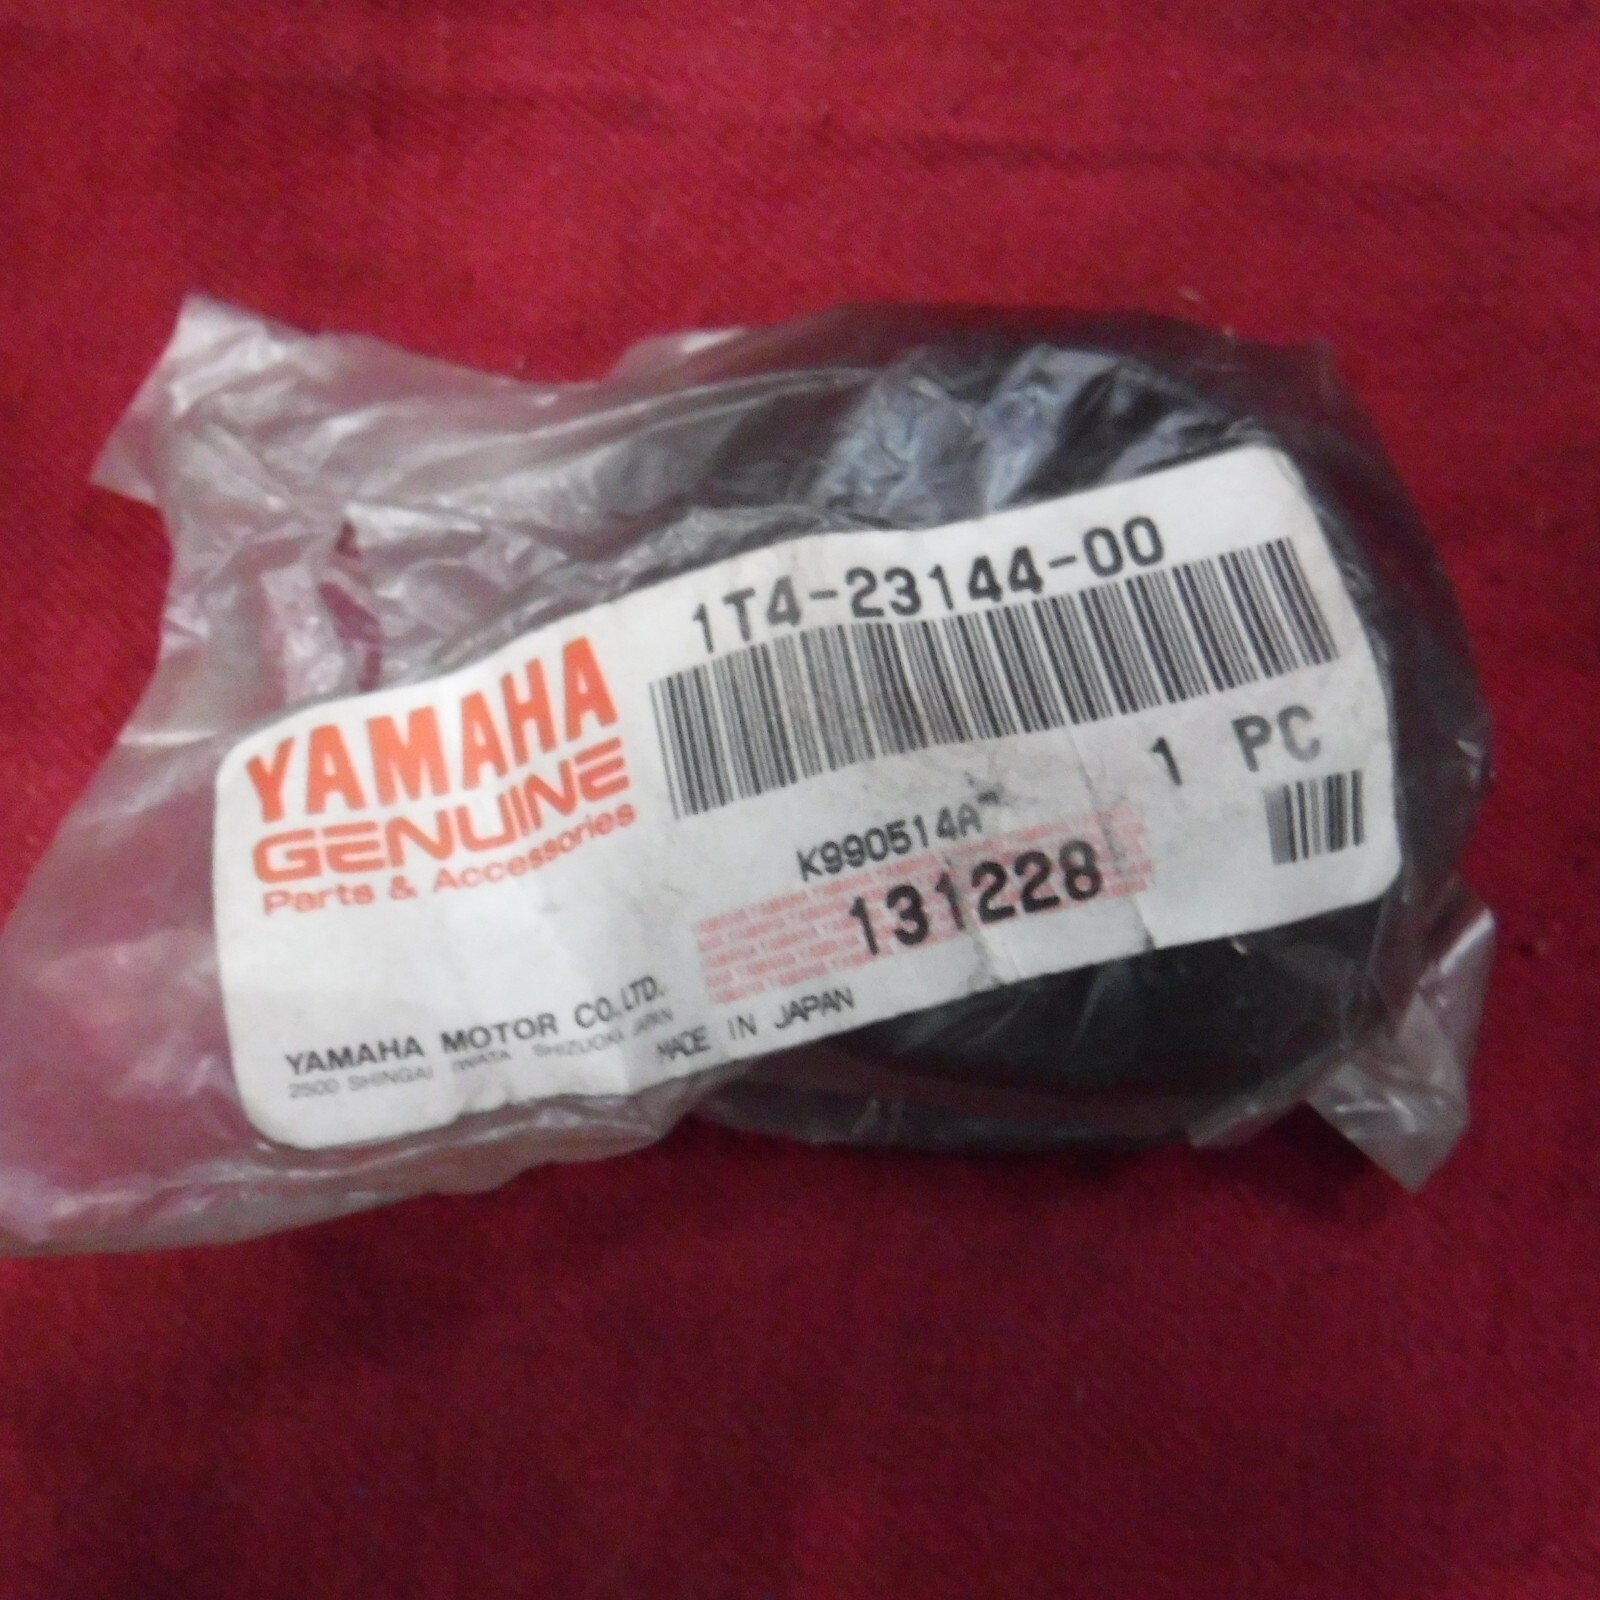 1T4-23144-00
YAMAHA
GENUINE
Parts & Accessories
1 PC
K990514A
131228
YAMAHA MOTOR CO.,LTD.
2500 SHINGAI IWATA SHIZUOKA JAPAN
MADE IN JAPAN